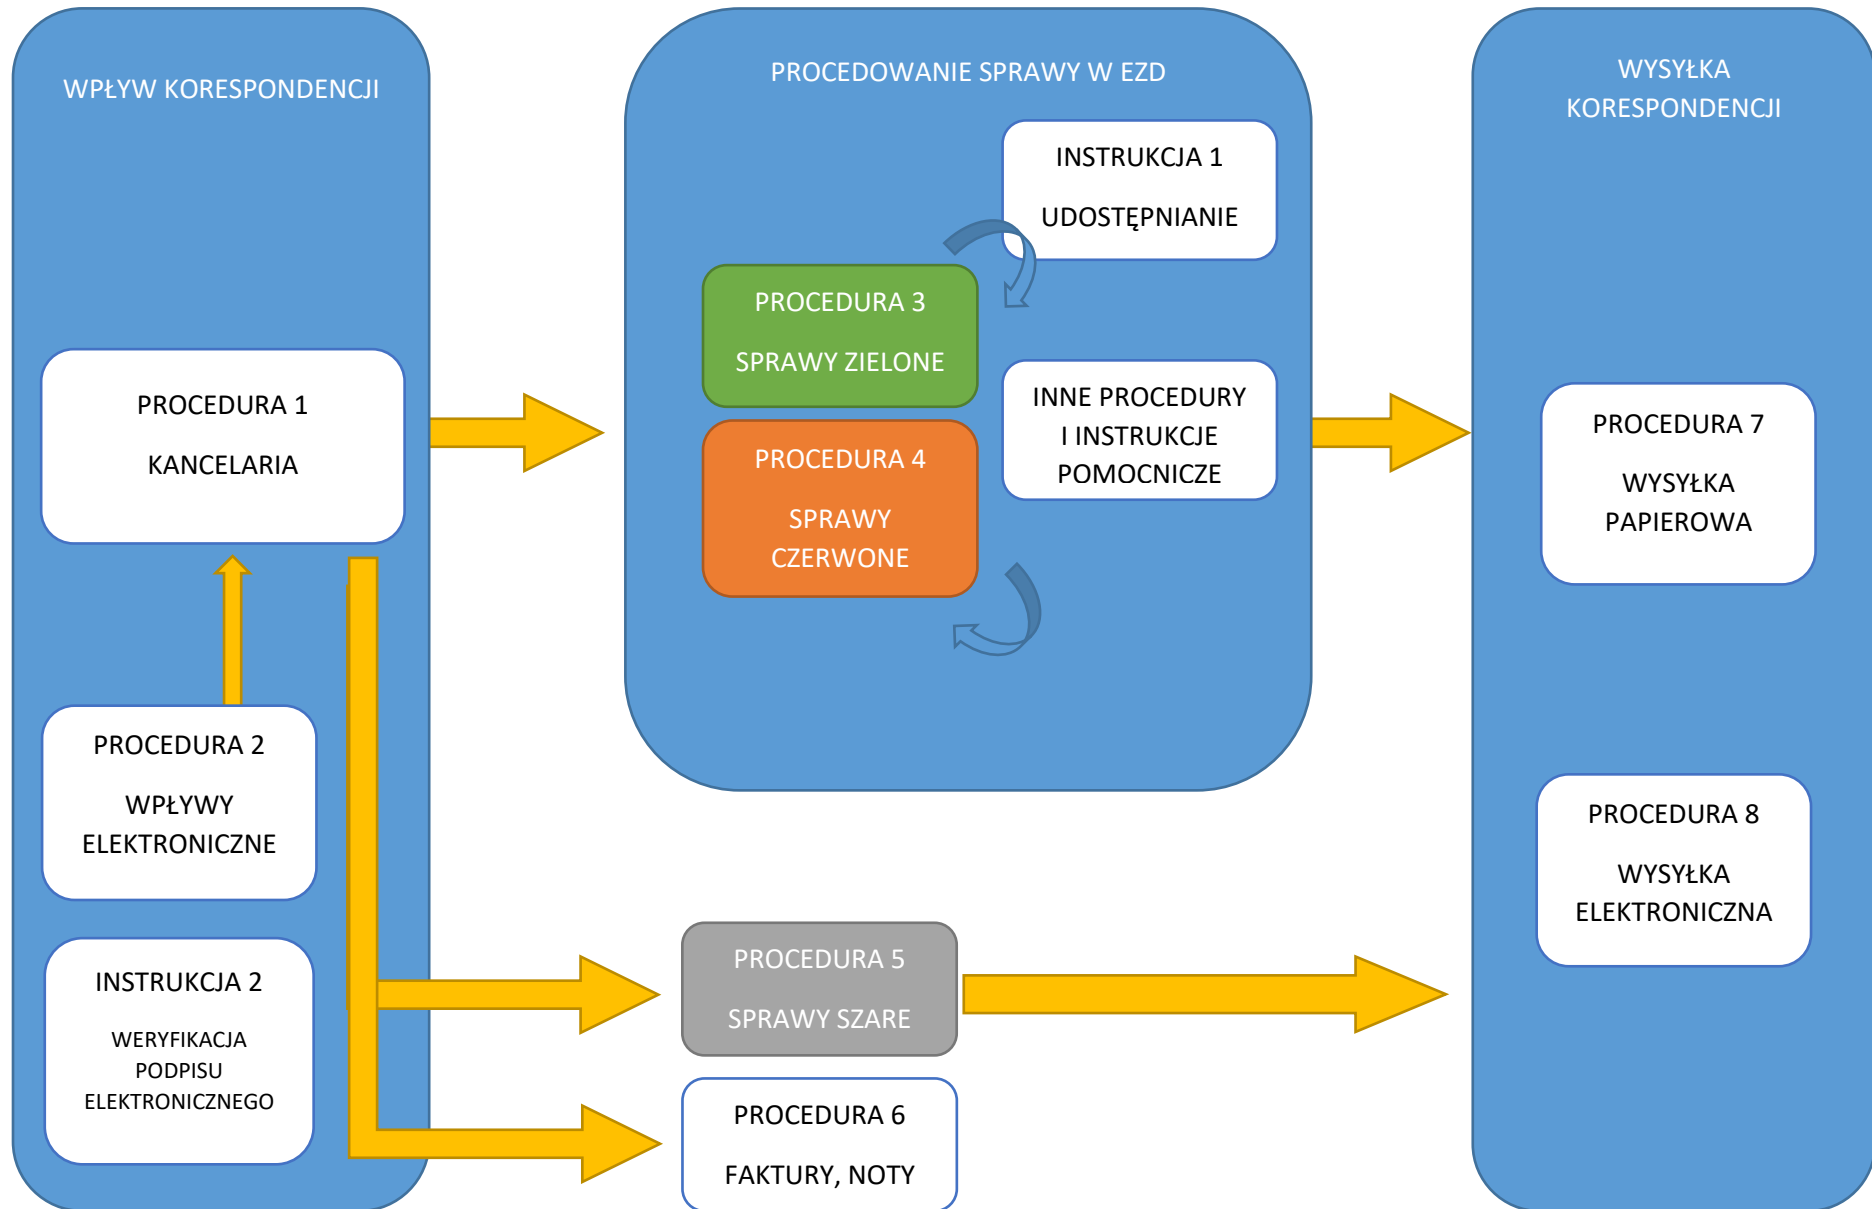 WPŁYW KORESPONDENCJI
PROCEDURA 1
KANCELARIA
PROCEDURA 2
WPŁYWY
ELEKTRONICZNE
INSTRUKCJA 2
WERYFIKACJA
PODPISU
ELEKTRONICZNEGO
PROCEDOWANIE SPRAWY W EZD
INSTRUKCJA 1
UDOSTĘPNIANIE
PROCEDURA 3
SPRAWY ZIELONE
INNE PROCEDURY
I INSTRUKCJE
POMOCNICZE
PROCEDURA 4
SPRAWY
CZERWONE
PROCEDURA 5
SPRAWY SZARE
PROCEDURA 6
FAKTURY, NOTY
WYSYŁKA
KORESPONDENCJI
PROCEDURA 7
WYSYŁKA
PAPIEROWA
PROCEDURA 8
WYSYŁKA
ELEKTRONICZNA